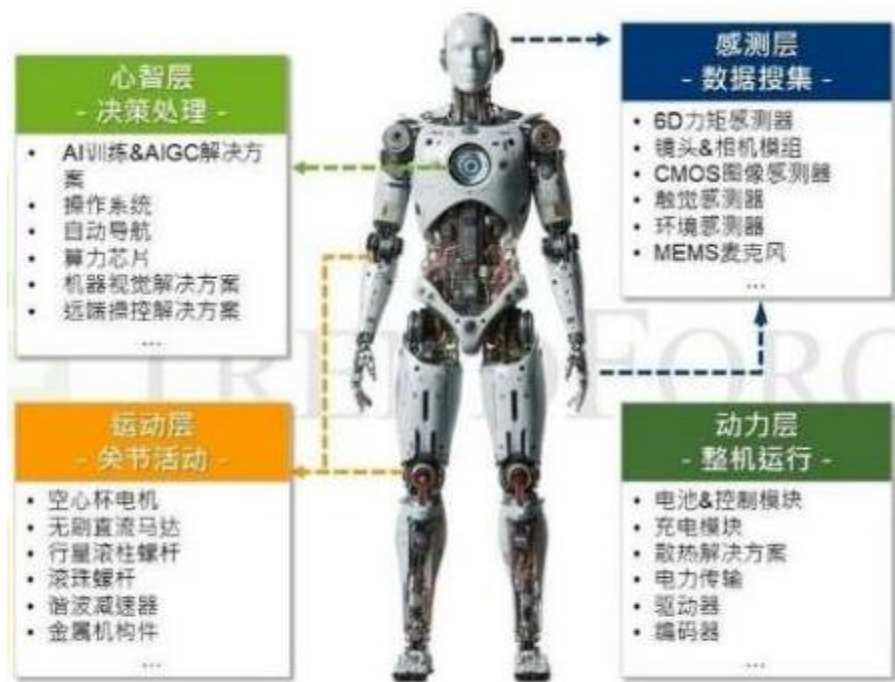 心智层
- 决策处理 -
• AI训练&AIGC解决方
案
• 操作系统
• 自动导航
• 算力芯片
• 机器视觉解决方案
• 远端操控解决方案
...
感测层
- 数据搜集 -
• 6D力矩感测器
• 镜头&相机模组
• CMOS图像感测器
• 触觉感测器
• 环境感测器
• MEMS麦克风
...
TRENDFORC
运动层
- 关节活动 -
• 空心杯电机
• 无刷直流马达
• 行量滚柱螺杆
• 滚珠螺杆
• 谐波减速器
• 金属机构件
...
动力层
- 整机运行 -
• 电池&控制模块
• 充电模块
• 散热解决方案
• 电力传输
• 驱动器
• 编码器
...